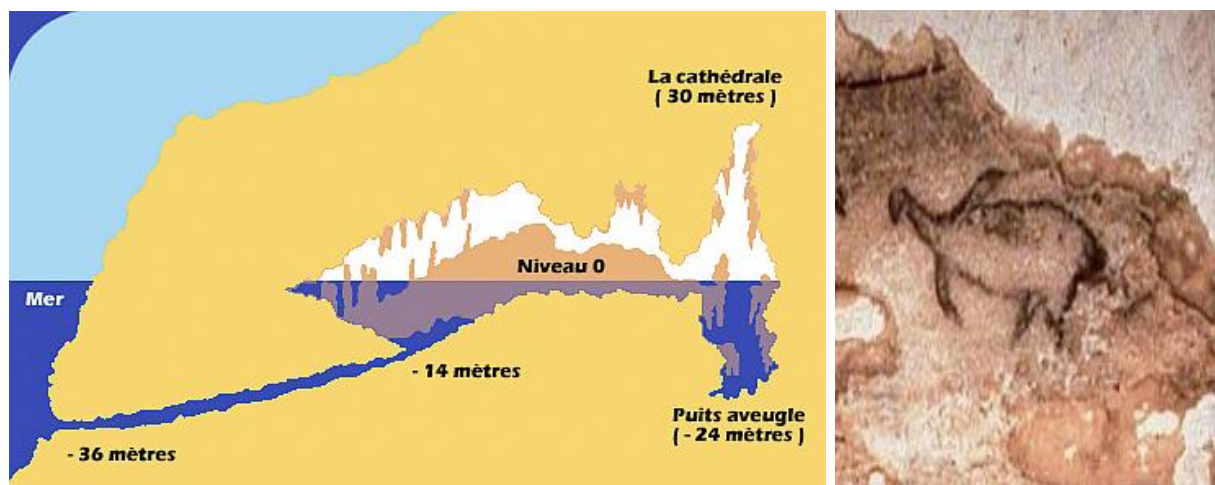 La cathédrale
( 30 mètres )
Niveau 0
Mer
- 14 mètres
Puits aveugle
( - 24 mètres )
- 36 mètres